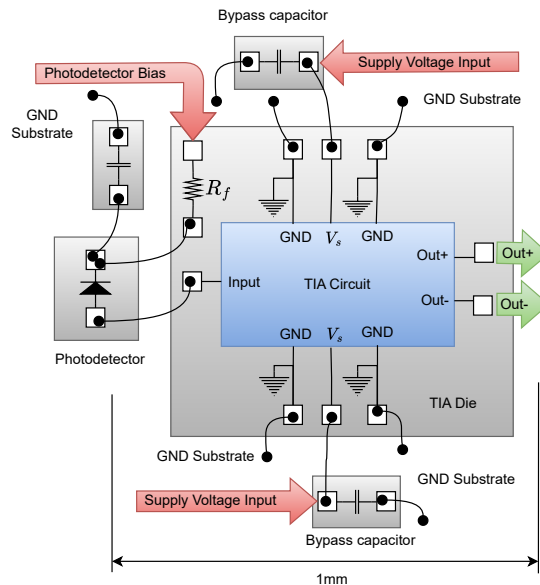 Bypass capacitor
Photodetector Bias
Supply Voltage Input
GND
Substrate
GND Substrate
R_f
GND
V_s
GND
Out+
Out+
Input
TIA Circuit
Out-
Out-
GND
V_s
GND
Photodetector
TIA Die
GND Substrate
GND Substrate
Supply Voltage Input
Bypass capacitor
1mm